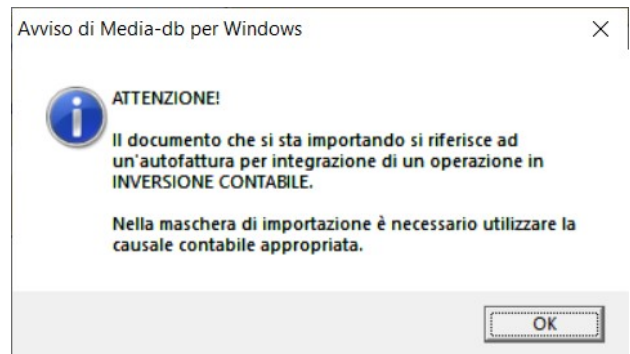 Avviso di Media-db per Windows
ATTENZIONE!
Il documento che si sta importando si riferisce ad
un'autofattura per integrazione di un operazione in
INVERSIONE CONTABILE.
Nella maschera di importazione è necessario utilizzare la
causale contabile appropriata.
OK